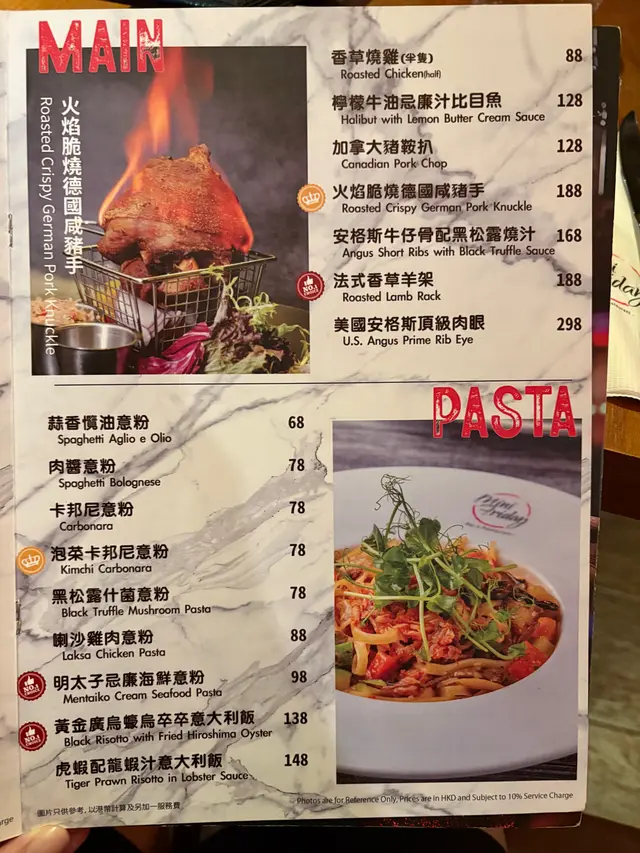 MAIN
火焰脆燒德國咸豬手
Roasted Crispy German Pork Knuckle
香草燒雞(半隻) 88
Roasted Chicken(half)
檸檬牛油忌廉汁比目魚 128
Halibut with Lemon Butter Cream Sauce
加拿大豬鞍扒 128
Canadian Pork Chop
火焰脆燒德國咸豬手 188
Roasted Crispy German Pork Knuckle
安格斯牛仔骨配黑松露燒汁 168
Angus Short Ribs with Black Truffle Sauce
NO.1
法式香草羊架 188
Roasted Lamb Rack
美國安格斯頂級肉眼 298
U.S. Angus Prime Rib Eye
PASTA
蒜香欖油意粉 68
Spaghetti Aglio e Olio
肉醬意粉 78
Spaghetti Bolognese
卡邦尼意粉 78
Carbonara
泡菜卡邦尼意粉 78
Kimchi Carbonara
黑松露什菌意粉 78
Black Truffle Mushroom Pasta
喇沙雞肉意粉 88
Laksa Chicken Pasta
NO.1
明太子忌廉海鮮意粉 98
Mentaiko Cream Seafood Pasta
NO.1
黃金廣島蠔烏卒卒意大利飯 138
Black Risotto with Fried Hiroshima Oyster
虎蝦配龍蝦汁意大利飯 148
Tiger Prawn Risotto in Lobster Sauce
圖片只供參考, 以港幣計算及另加一服務費
Photos are for Reference Only, Prices are in HKD and Subject to 10% Service Charge